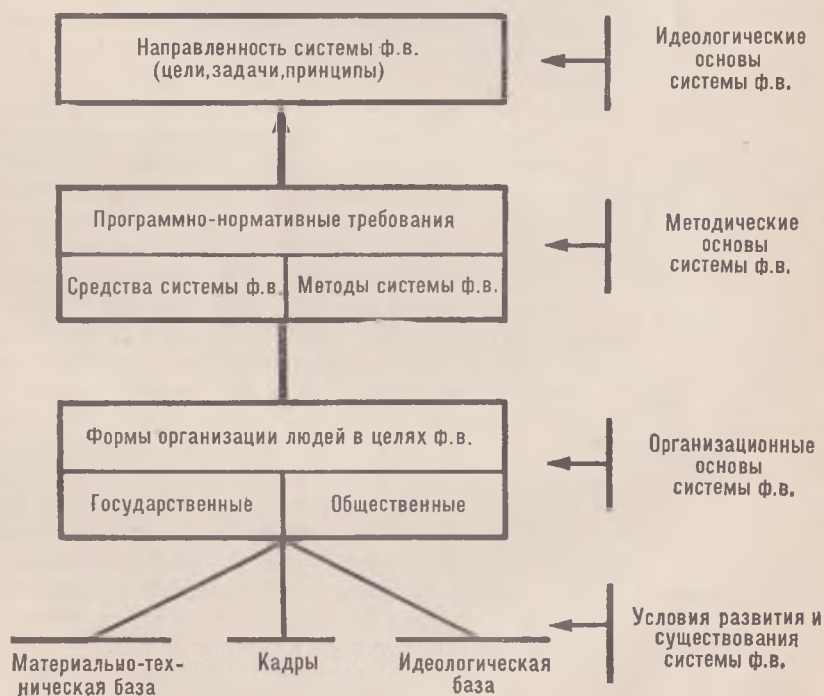 Направленность системы ф.в.
(цели,задачи,принципы)
Идеологические
основы
системы ф.в.
Программно-нормативные требования
Средства системы ф.в.
Методы системы ф.в.
Методические
основы
системы ф.в.
Формы организации людей в целях ф.в.
Государственные
Общественные
Организационные
основы
системы ф.в.
Материально-тех-
ническая база
Кадры
Идеологическая
база
Условия развития и
существования
системы ф.в.